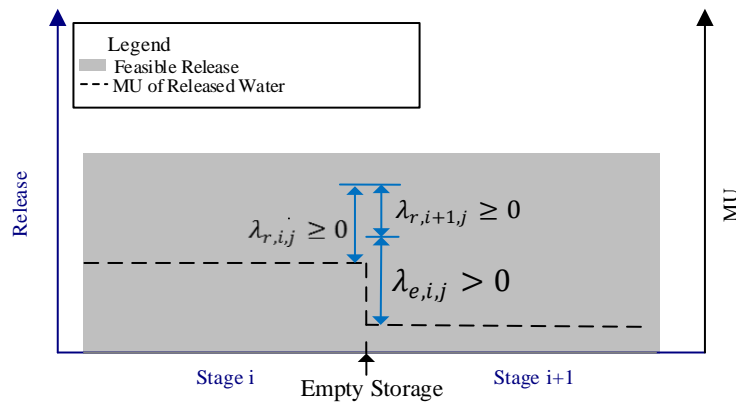 Legend
Feasible Release
MU of Released Water
Release
MU
λr,i,j ≥ 0
λr,i+1,j ≥ 0
λe,i,j > 0
Stage i
Stage i+1
Empty Storage